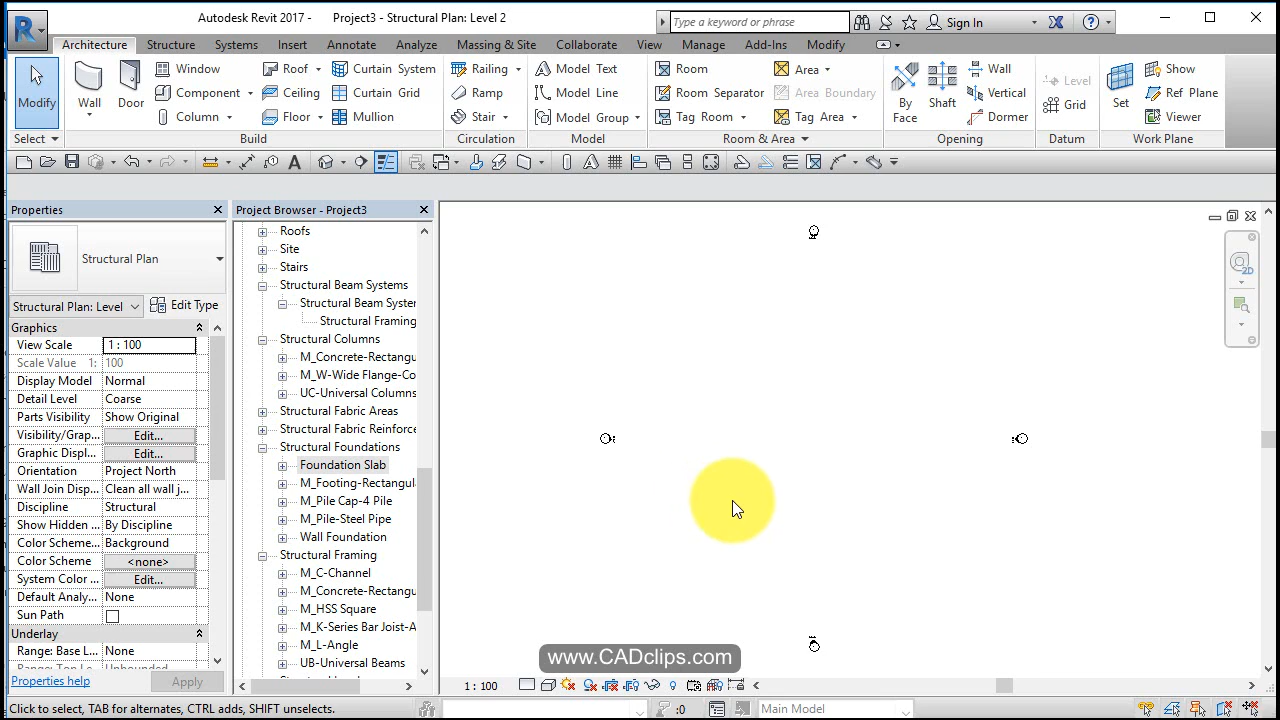 Autodesk Revit 2017 - Project3 - Structural Plan: Level 2
Type a keyword or phrase
Sign In
Architecture Structure Systems Insert Annotate Analyze Massing & Site Collaborate View Manage Add-Ins Modify
Modify
Select
Wall
Door
Window
Component
Column
Roof
Ceiling
Floor
Curtain System
Curtain Grid
Mullion
Build
Railing
Ramp
Stair
Circulation
Model Text
Model Line
Model Group
Model
Room
Room Separator
Tag Room
Area
Area Boundary
Tag Area
Room & Area
By
Face
Shaft
Wall
Vertical
Dormer
Opening
Level
Grid
Datum
Set
Show
Ref Plane
Viewer
Work Plane
Properties
Structural Plan
Structural Plan: Level
Edit Type
Graphics
View Scale 1 : 100
Scale Value 1: 100
Display Model Normal
Detail Level Coarse
Parts Visibility Show Original
Visibility/Grap... Edit...
Graphic Displ... Edit...
Orientation Project North
Wall Join Disp... Clean all wall j...
Discipline Structural
Show Hidden ... By Discipline
Color Scheme... Background
Color Scheme <none>
System Color ... Edit...
Default Analy... None
Sun Path
Underlay
Range: Base L... None
Range: Top Le... Unbounded
Properties help
Apply
Project Browser - Project3
Roofs
Site
Stairs
Structural Beam Systems
Structural Beam Syster
Structural Framing
Structural Columns
M_Concrete-Rectangu
M_W-Wide Flange-Co
UC-Universal Columns
Structural Fabric Areas
Structural Fabric Reinforce
Structural Foundations
Foundation Slab
M_Footing-Rectangula
M_Pile Cap-4 Pile
M_Pile-Steel Pipe
Wall Foundation
Structural Framing
M_C-Channel
M_Concrete-Rectangu
M_HSS Square
M_K-Series Bar Joist-A
M_L-Angle
UB-Universal Beams
2D
www.CADclips.com
1 : 100
Click to select, TAB for alternates, CTRL adds, SHIFT unselects.
:0
Main Model